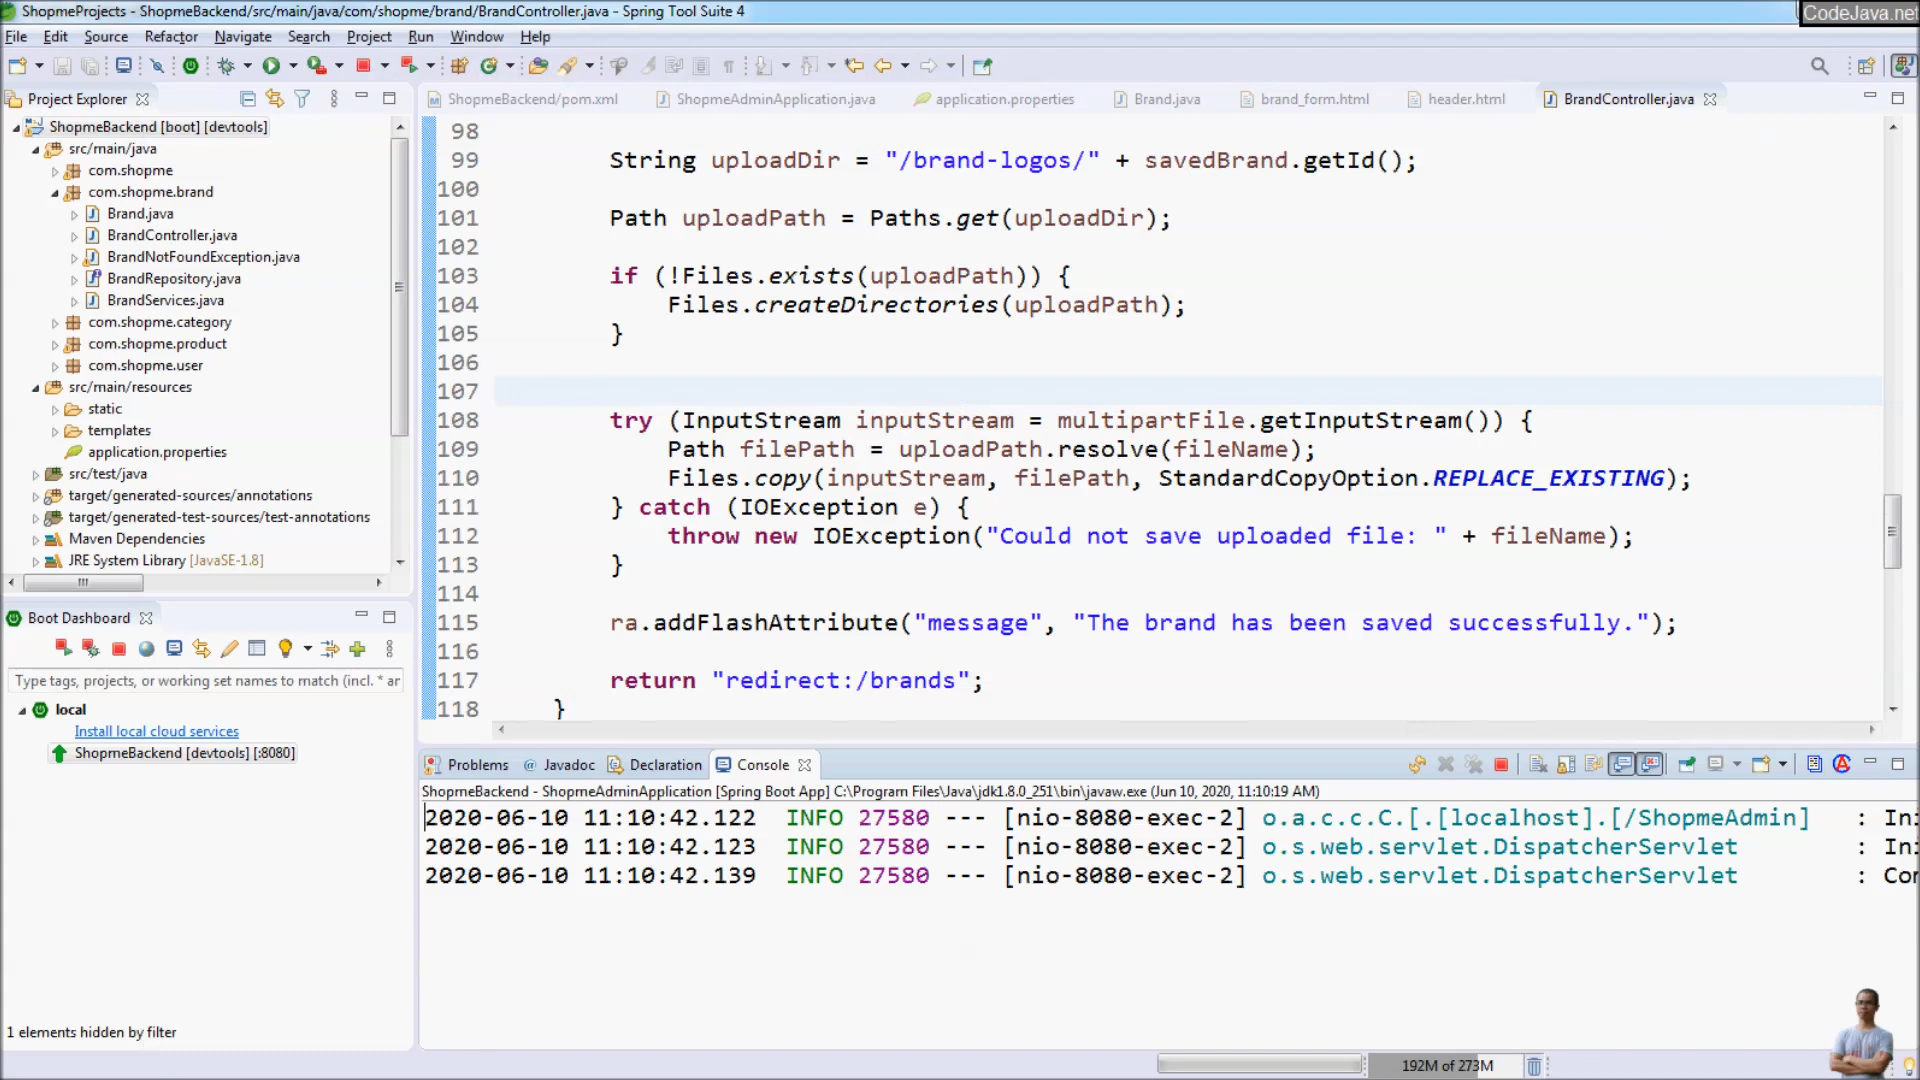 ShopmeProjects - ShopmeBackend/src/main/java/com/shopme/brand/BrandController.java - Spring Tool Suite 4
CodeJava.net
File Edit Source Refactor Navigate Search Project Run Window Help
Project Explorer
ShopmeBackend/pom.xml ShopmeAdminApplication.java application.properties Brand.java brand_form.html header.html BrandController.java
ShopmeBackend [boot] [devtools]
src/main/java
com.shopme
com.shopme.brand
Brand.java
BrandController.java
BrandNotFoundException.java
BrandRepository.java
BrandServices.java
com.shopme.category
com.shopme.product
com.shopme.user
src/main/resources
static
templates
application.properties
src/test/java
target/generated-sources/annotations
target/generated-test-sources/test-annotations
Maven Dependencies
JRE System Library [JavaSE-1.8]
98
99 String uploadDir = "/brand-logos/" + savedBrand.getId();
100
101 Path uploadPath = Paths.get(uploadDir);
102
103 if (!Files.exists(uploadPath)) {
104 Files.createDirectories(uploadPath);
105 }
106
107
108 try (InputStream inputStream = multipartFile.getInputStream()) {
109 Path filePath = uploadPath.resolve(fileName);
110 Files.copy(inputStream, filePath, StandardCopyOption.REPLACE_EXISTING);
111 } catch (IOException e) {
112 throw new IOException("Could not save uploaded file: " + fileName);
113 }
114
115 ra.addFlashAttribute("message", "The brand has been saved successfully.");
116
117 return "redirect:/brands";
118 }
Boot Dashboard
Type tags, projects, or working set names to match (incl. * ar
local
Install local cloud services
ShopmeBackend [devtools] [:8080]
1 elements hidden by filter
Problems @ Javadoc Declaration Console
ShopmeBackend - ShopmeAdminApplication [Spring Boot App] C:\Program Files\Java\jdk1.8.0_251\bin\javaw.exe (Jun 10, 2020, 11:10:19 AM)
2020-06-10 11:10:42.122 INFO 27580 --- [nio-8080-exec-2] o.a.c.c.C.[.[localhost].[/ShopmeAdmin] : Ini
2020-06-10 11:10:42.123 INFO 27580 --- [nio-8080-exec-2] o.s.web.servlet.DispatcherServlet : Ini
2020-06-10 11:10:42.139 INFO 27580 --- [nio-8080-exec-2] o.s.web.servlet.DispatcherServlet : Con
192M of 273M